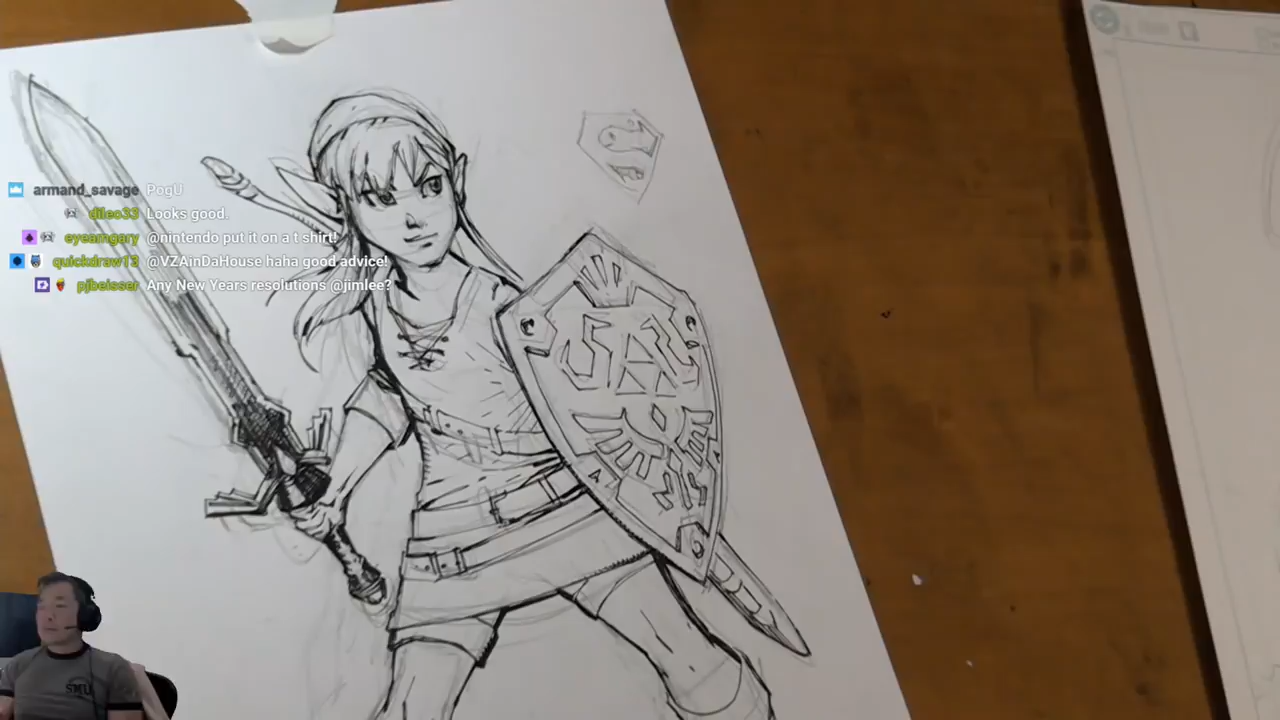 armand_savage PogU
dileo33 Looks good.
eyeamgary @nintendo put it on a t shirt!
quickdraw13 @VZAinDaHouse haha good advice!
pjbeisser Any New Years resolutions @jimlee?
SMU